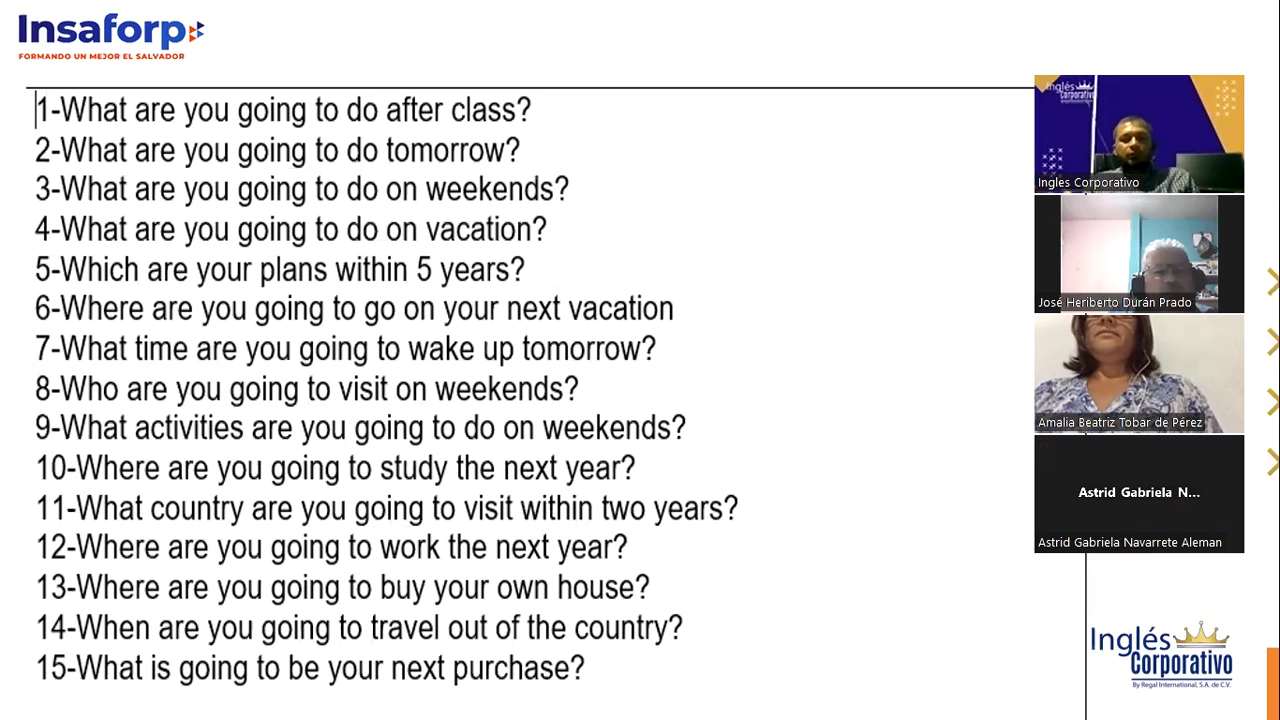 Insaforp
FORMANDO UN MEJOR EL SALVADOR
1-What are you going to do after class?
2-What are you going to do tomorrow?
3-What are you going to do on weekends?
4-What are you going to do on vacation?
5-Which are your plans within 5 years?
6-Where are you going to go on your next vacation
7-What time are you going to wake up tomorrow?
8-Who are you going to visit on weekends?
9-What activities are you going to do on weekends?
10-Where are you going to study the next year?
11-What country are you going to visit within two years?
12-Where are you going to work the next year?
13-Where are you going to buy your own house?
14-When are you going to travel out of the country?
15-What is going to be your next purchase?
Inglés
Corporativo
Ingles Corporativo
José Heriberto Durán Prado
Amalia Beatriz Tobar de Pérez
Astrid Gabriela N...
Astrid Gabriela Navarrete Aleman
Inglés
Corporativo
By Regal International, S.A. de C.V.